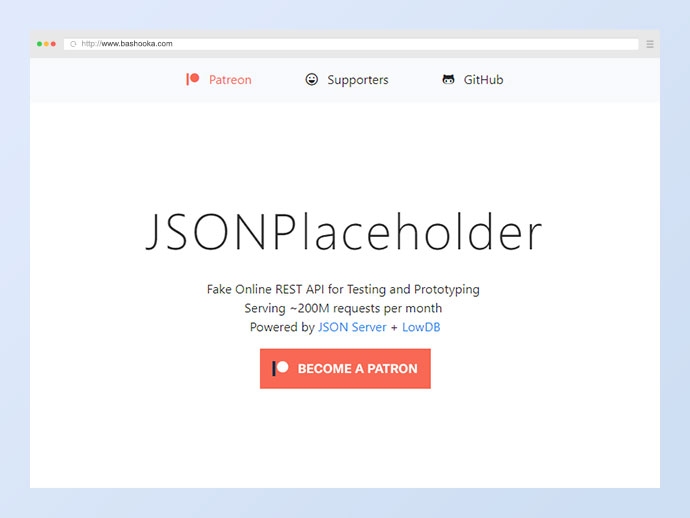 http://www.bashooka.com
Patreon Supporters GitHub
JSONPlaceholder
Fake Online REST API for Testing and Prototyping
Serving ~200M requests per month
Powered by JSON Server + LowDB
BECOME A PATRON